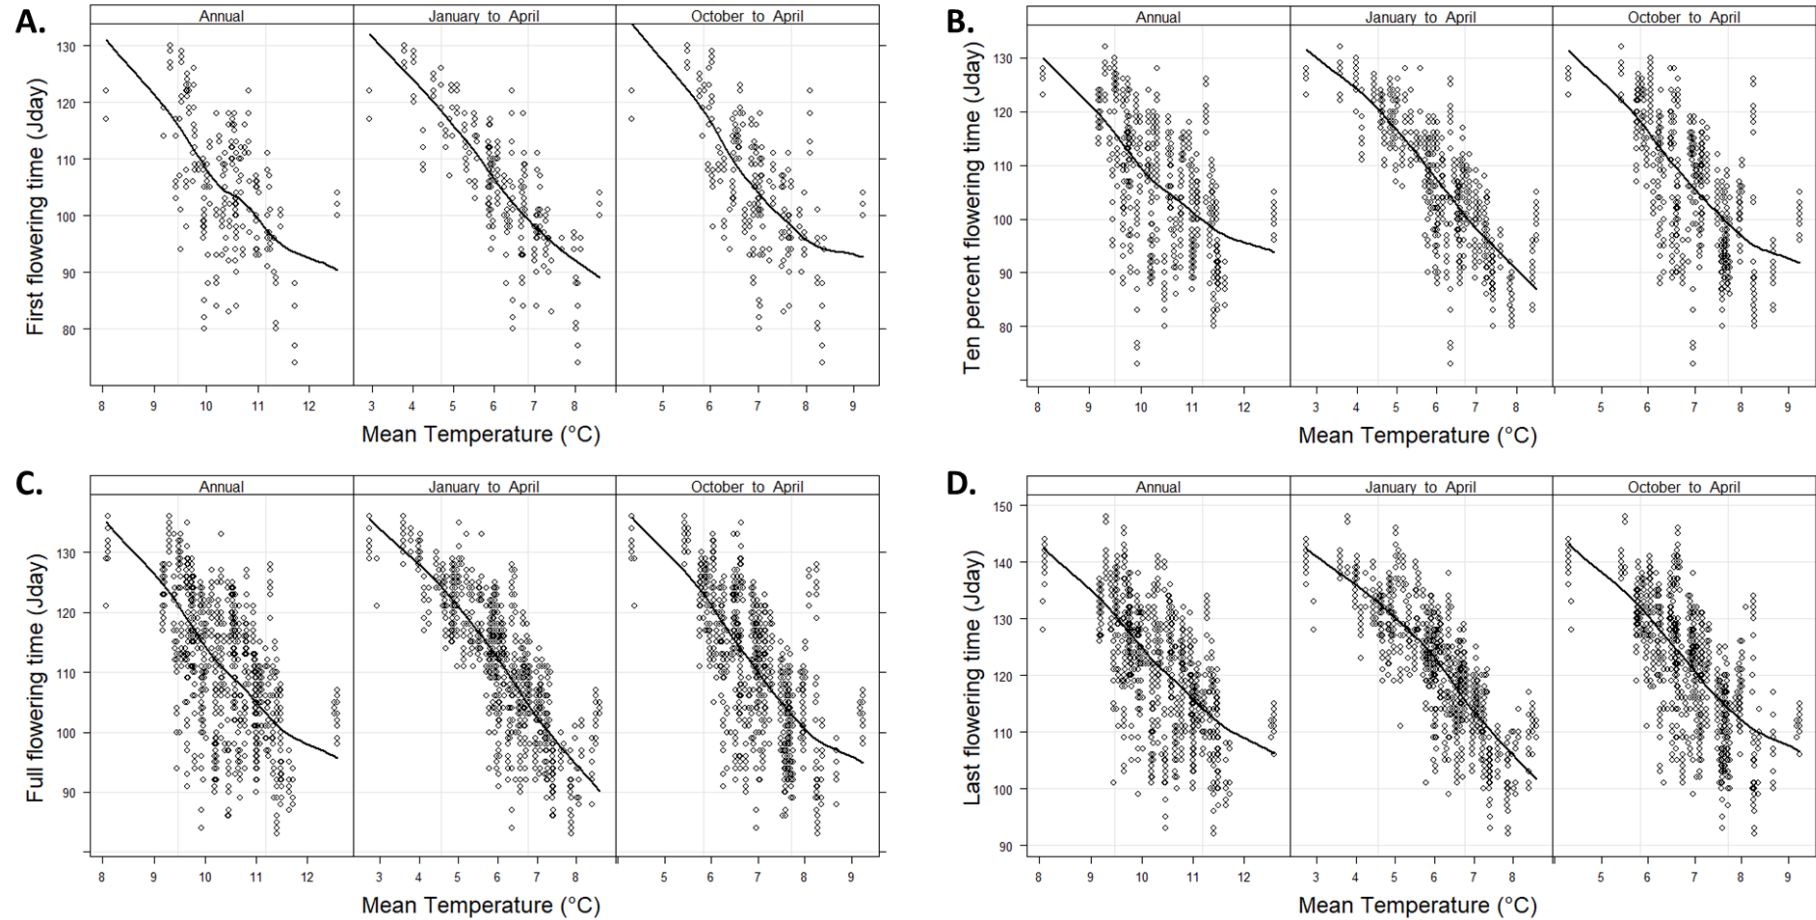 A.
Annual January to April October to April
130
120
110
100
90
80
First flowering time (Jday)
8 9 10 11 12 3 4 5 6 7 8 5 6 7 8 9
Mean Temperature (°C)
B.
Annual January to April October to April
130
120
110
100
90
80
Ten percent flowering time (Jday)
8 9 10 11 12 3 4 5 6 7 8 5 6 7 8 9
Mean Temperature (°C)
C.
Annual January to April October to April
130
120
110
100
90
Full flowering time (Jday)
8 9 10 11 12 3 4 5 6 7 8 5 6 7 8 9
Mean Temperature (°C)
D.
Annual January to April October to April
150
140
130
120
110
100
90
Last flowering time (Jday)
8 9 10 11 12 3 4 5 6 7 8 5 6 7 8 9
Mean Temperature (°C)